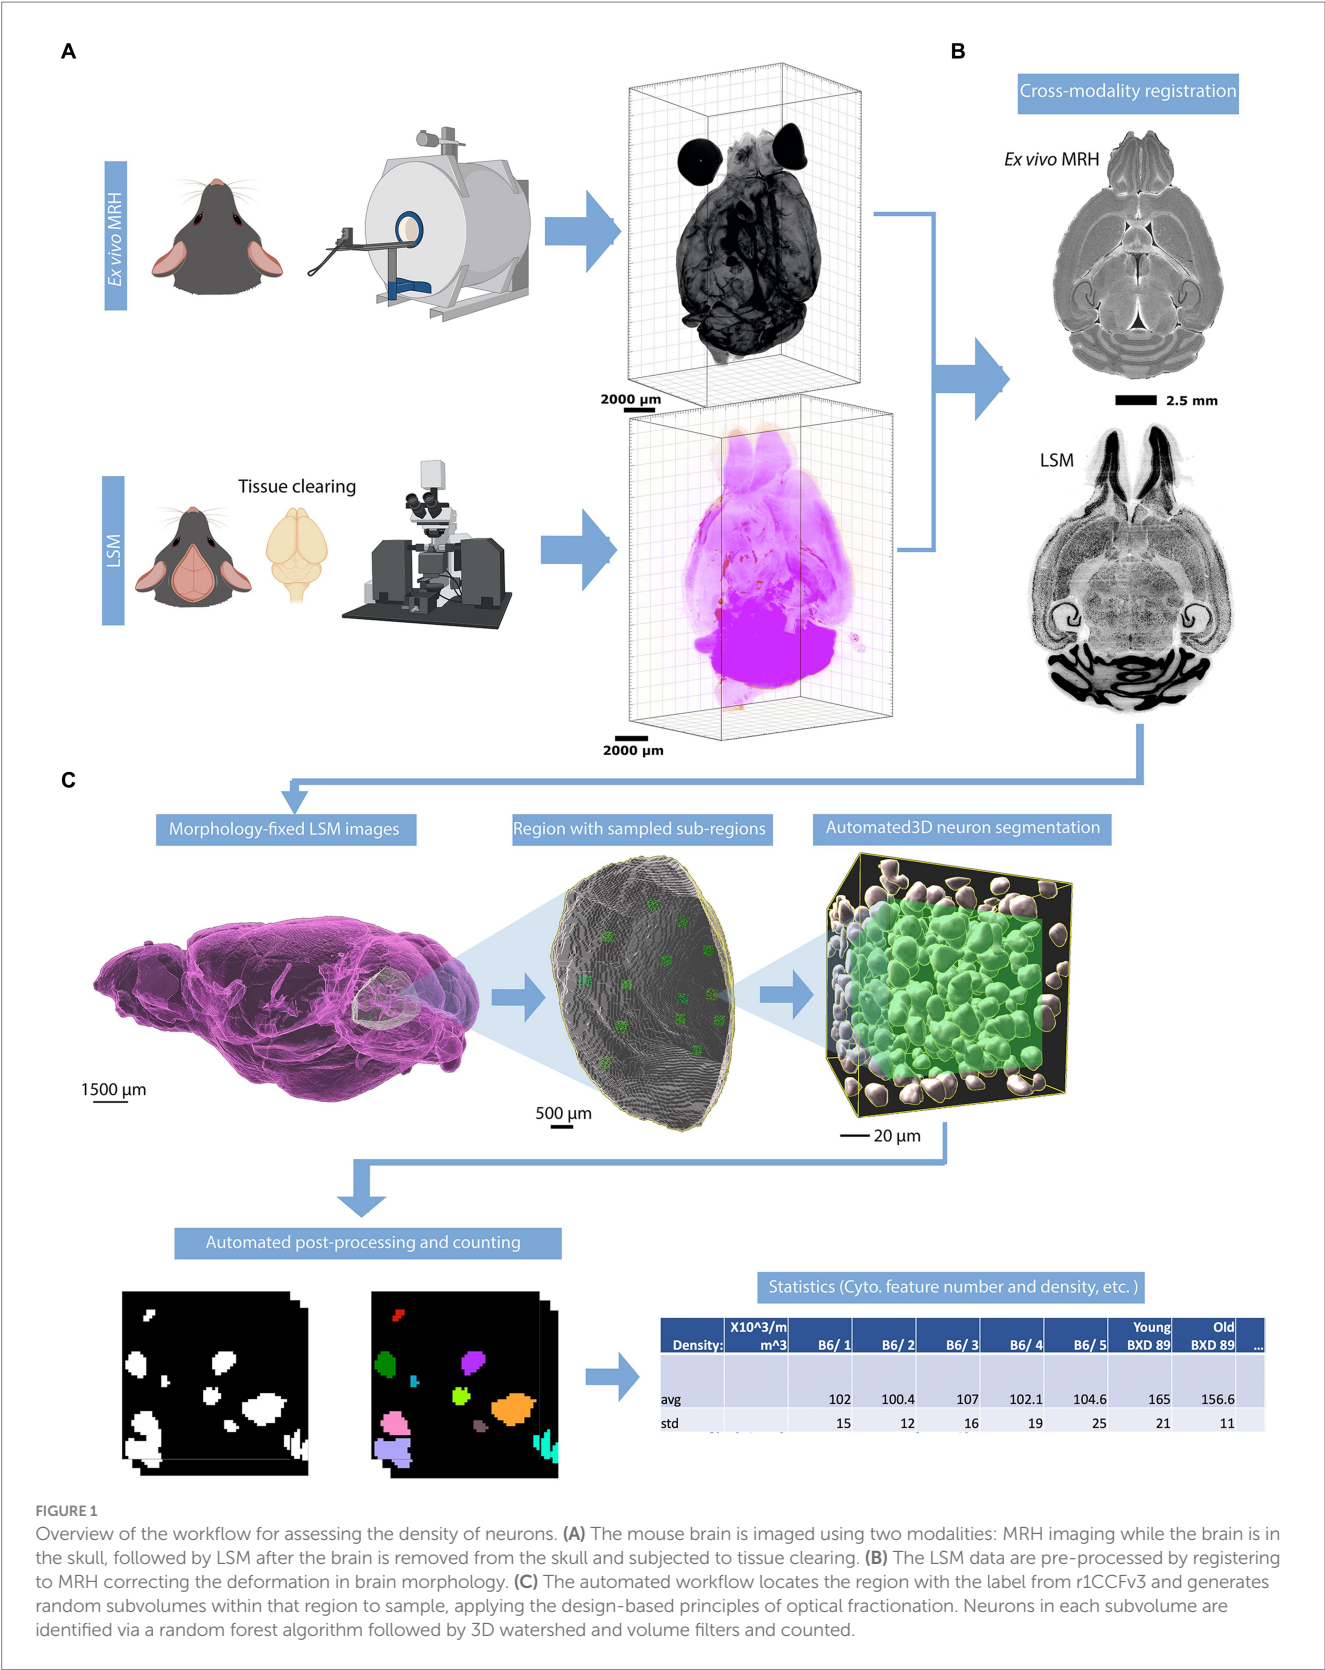 A
B
Cross-modality registration
Ex vivo MRH
Ex vivo MRH
2000 µm
2.5 mm
LSM
Tissue clearing
LSM
2000 µm
C
Morphology-fixed LSM images
Region with sampled sub-regions
Automated3D neuron segmentation
1500 µm
500 µm
20 µm
Automated post-processing and counting
Statistics (Cyto. feature number and density, etc. )
Density: X10^3/m m^3 B6/ 1 B6/ 2 B6/ 3 B6/ 4 B6/ 5 Young BXD 89 Old BXD 89 ...
avg 102 100.4 107 102.1 104.6 165 156.6
std 15 12 16 19 25 21 11
FIGURE 1
Overview of the workflow for assessing the density of neurons. (A) The mouse brain is imaged using two modalities: MRH imaging while the brain is in
the skull, followed by LSM after the brain is removed from the skull and subjected to tissue clearing. (B) The LSM data are pre-processed by registering
to MRH correcting the deformation in brain morphology. (C) The automated workflow locates the region with the label from r1CCFv3 and generates
random subvolumes within that region to sample, applying the design-based principles of optical fractionation. Neurons in each subvolume are
identified via a random forest algorithm followed by 3D watershed and volume filters and counted.